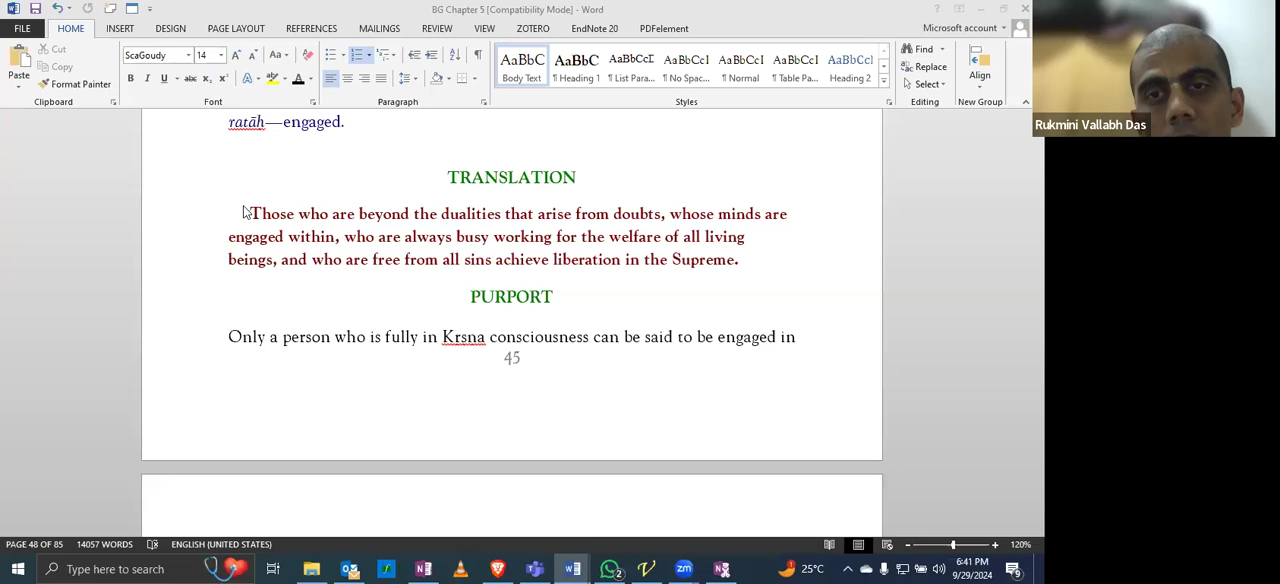 BG Chapter 5 [Compatibility Mode] - Word
FILE HOME INSERT DESIGN PAGE LAYOUT REFERENCES MAILINGS REVIEW VIEW ZOTERO EndNote 20 PDFelement Microsoft account
Paste Cut Copy Format Painter
ScaGoudy 14 Aa
B I U abc x₂ x² A
AaBbC AaBbC AaBbCcD AaBbCcI AaBbCcI AaBbCcI AaBbCcI
Body Text ¶ Heading 1 ¶ List Para... ¶ No Spac... ¶ Normal ¶ Table Pa... Heading 2
Find Replace Select Align
Clipboard Font Paragraph Styles Editing New Group
Rukmini Vallabh Das
ratāḥ—engaged.
TRANSLATION
Those who are beyond the dualities that arise from doubts, whose minds are
engaged within, who are always busy working for the welfare of all living
beings, and who are free from all sins achieve liberation in the Supreme.
PURPORT
Only a person who is fully in Krsna consciousness can be said to be engaged in
45
PAGE 48 OF 85 14057 WORDS ENGLISH (UNITED STATES) 120%
Type here to search 25°C 6:41 PM
9/29/2024